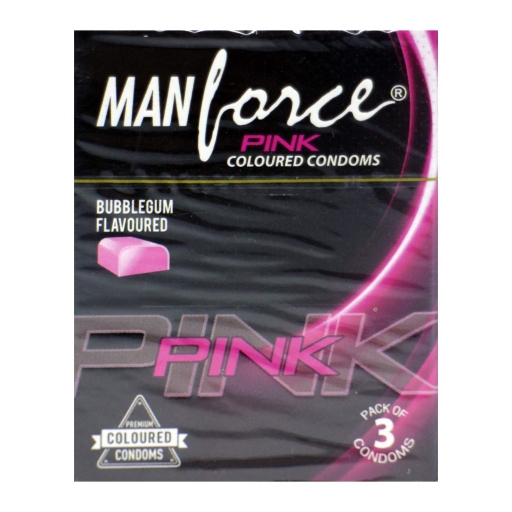 MANforce®
PINK
COLOURED CONDOMS
BUBBLEGUM
FLAVOURED
PINK
PINK
PREMIUM
COLOURED
CONDOMS
PACK OF
3
CONDOMS